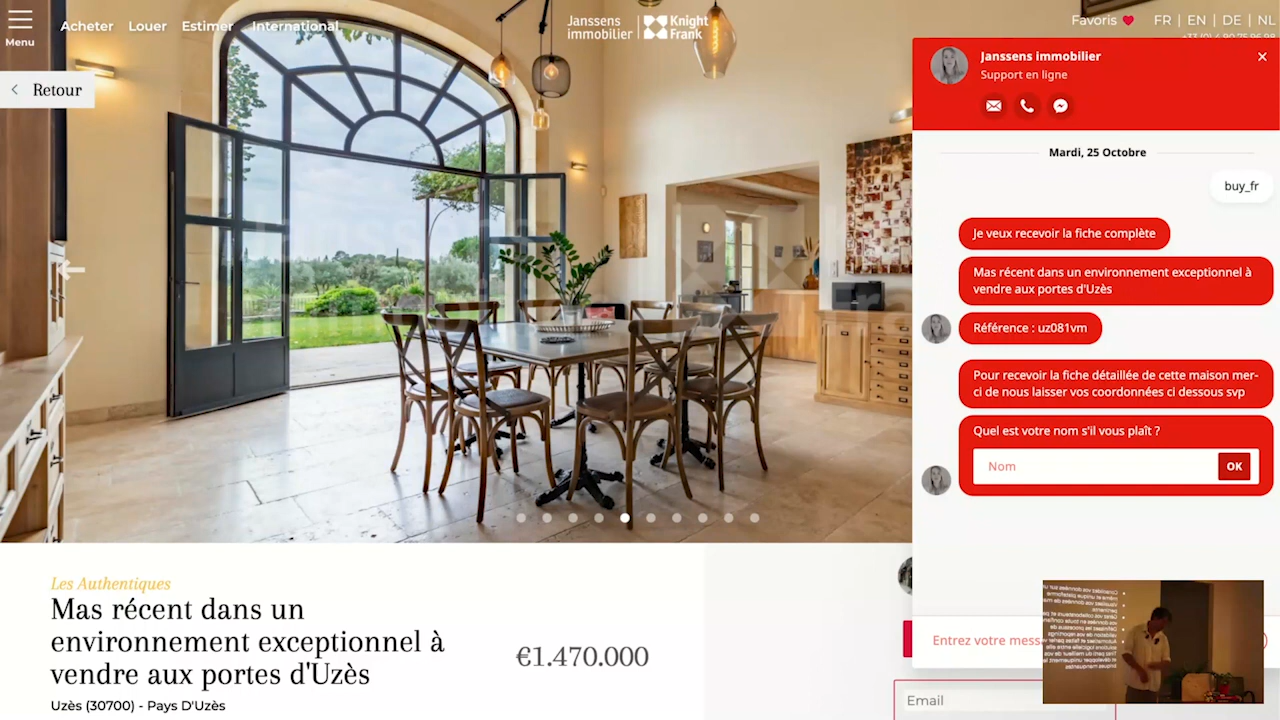 Menu
Acheter
Louer
Estimer
International
Janssens
immobilier
Knight
Frank
Favoris
FR | EN | DE | NL
Retour
Janssens immobilier
Support en ligne
Mardi, 25 Octobre
buy_fr
Je veux recevoir la fiche complète
Mas récent dans un environnement exceptionnel à
vendre aux portes d'Uzès
Référence : uz081vm
Pour recevoir la fiche détaillée de cette maison mer-
ci de nous laisser vos coordonnées ci dessous svp
Quel est votre nom s'il vous plaît ?
Nom
OK
Entrez votre mess
Email
Les Authentiques
Mas récent dans un
environnement exceptionnel à
vendre aux portes d'Uzès
€1.470.000
Uzès (30700) - Pays D'Uzès